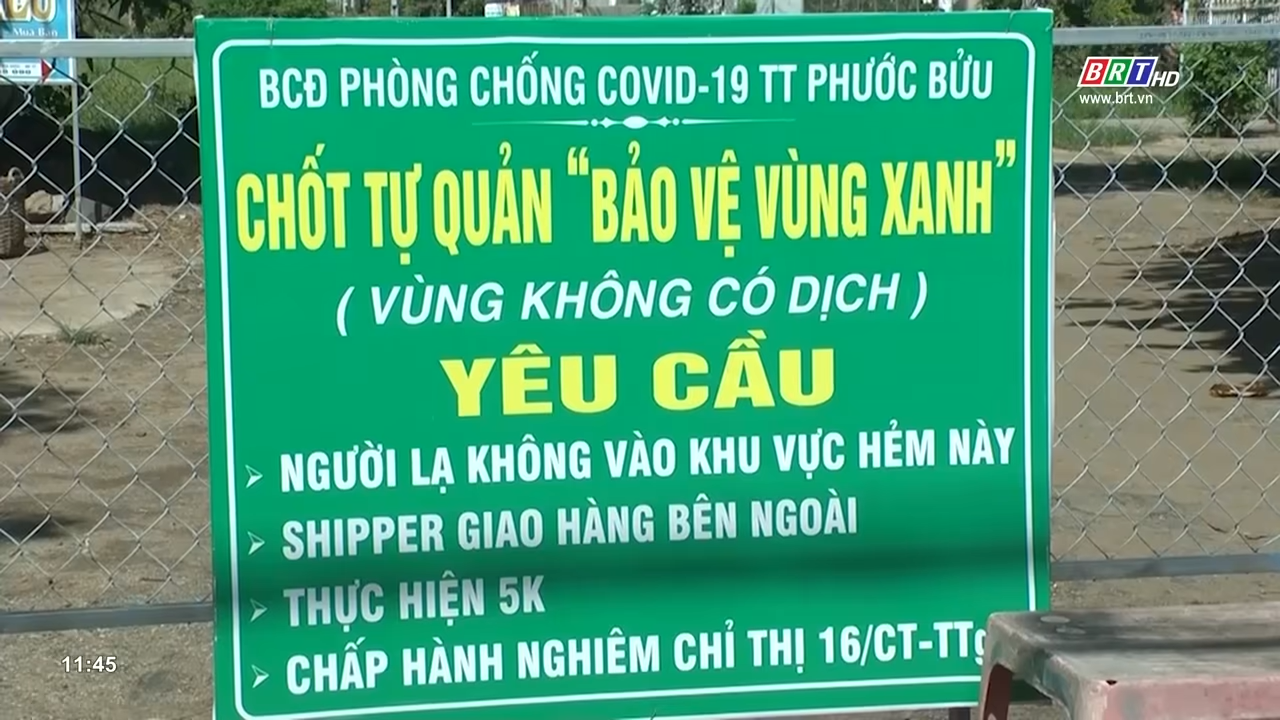 Mua Bán
BRT HD
www.brt.vn
BCĐ PHÒNG CHỐNG COVID-19 TT PHƯỚC BỬU
CHỐT TỰ QUẢN “BẢO VỆ VÙNG XANH”
( VÙNG KHÔNG CÓ DỊCH )
YÊU CẦU
➢ NGƯỜI LẠ KHÔNG VÀO KHU VỰC HẺM NÀY
➢ SHIPPER GIAO HÀNG BÊN NGOÀI
➢ THỰC HIỆN 5K
➢ CHẤP HÀNH NGHIÊM CHỈ THỊ 16/CT-TTg
11:45